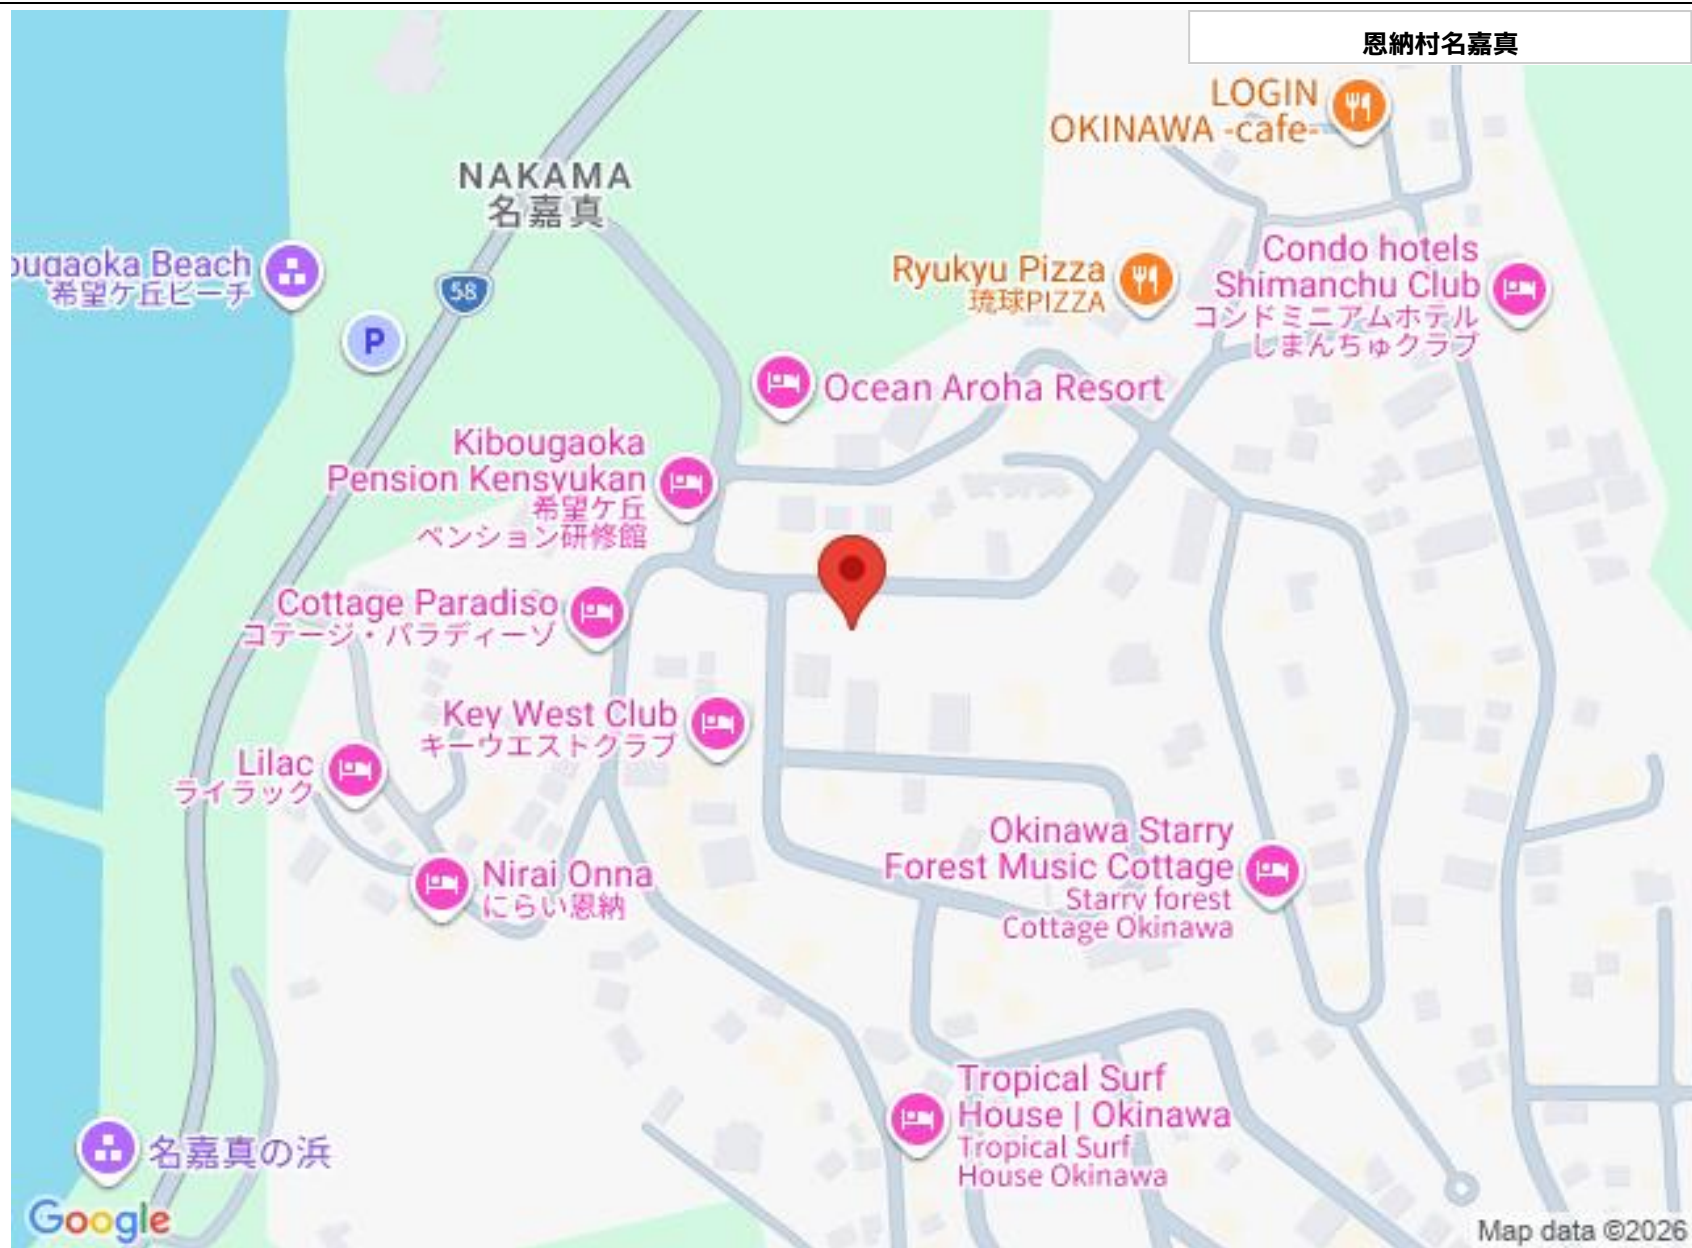 恩納村名嘉真
LOGIN
OKINAWA -cafe-
NAKAMA
名嘉真
ougaoka Beach
希望ケ丘ビーチ
58
P
Ryukyu Pizza
琉球PIZZA
Condo hotels
Shimanchu Club
コンドミニアムホテル
しまんちゅクラブ
Ocean Aroha Resort
Kibougaoka
Pension Kensyukan
希望ケ丘
ペンション研修館
Cottage Paradiso
コテージ・パラディーソ
Key West Club
キーウエストクラブ
Lilac
ライラック
Nirai Onna
にらい恩納
Okinawa Starry
Forest Music Cottage
Starry forest
Cottage Okinawa
Tropical Surf
House | Okinawa
Tropical Surf
House Okinawa
名嘉真の浜
Google
Map data ©2026